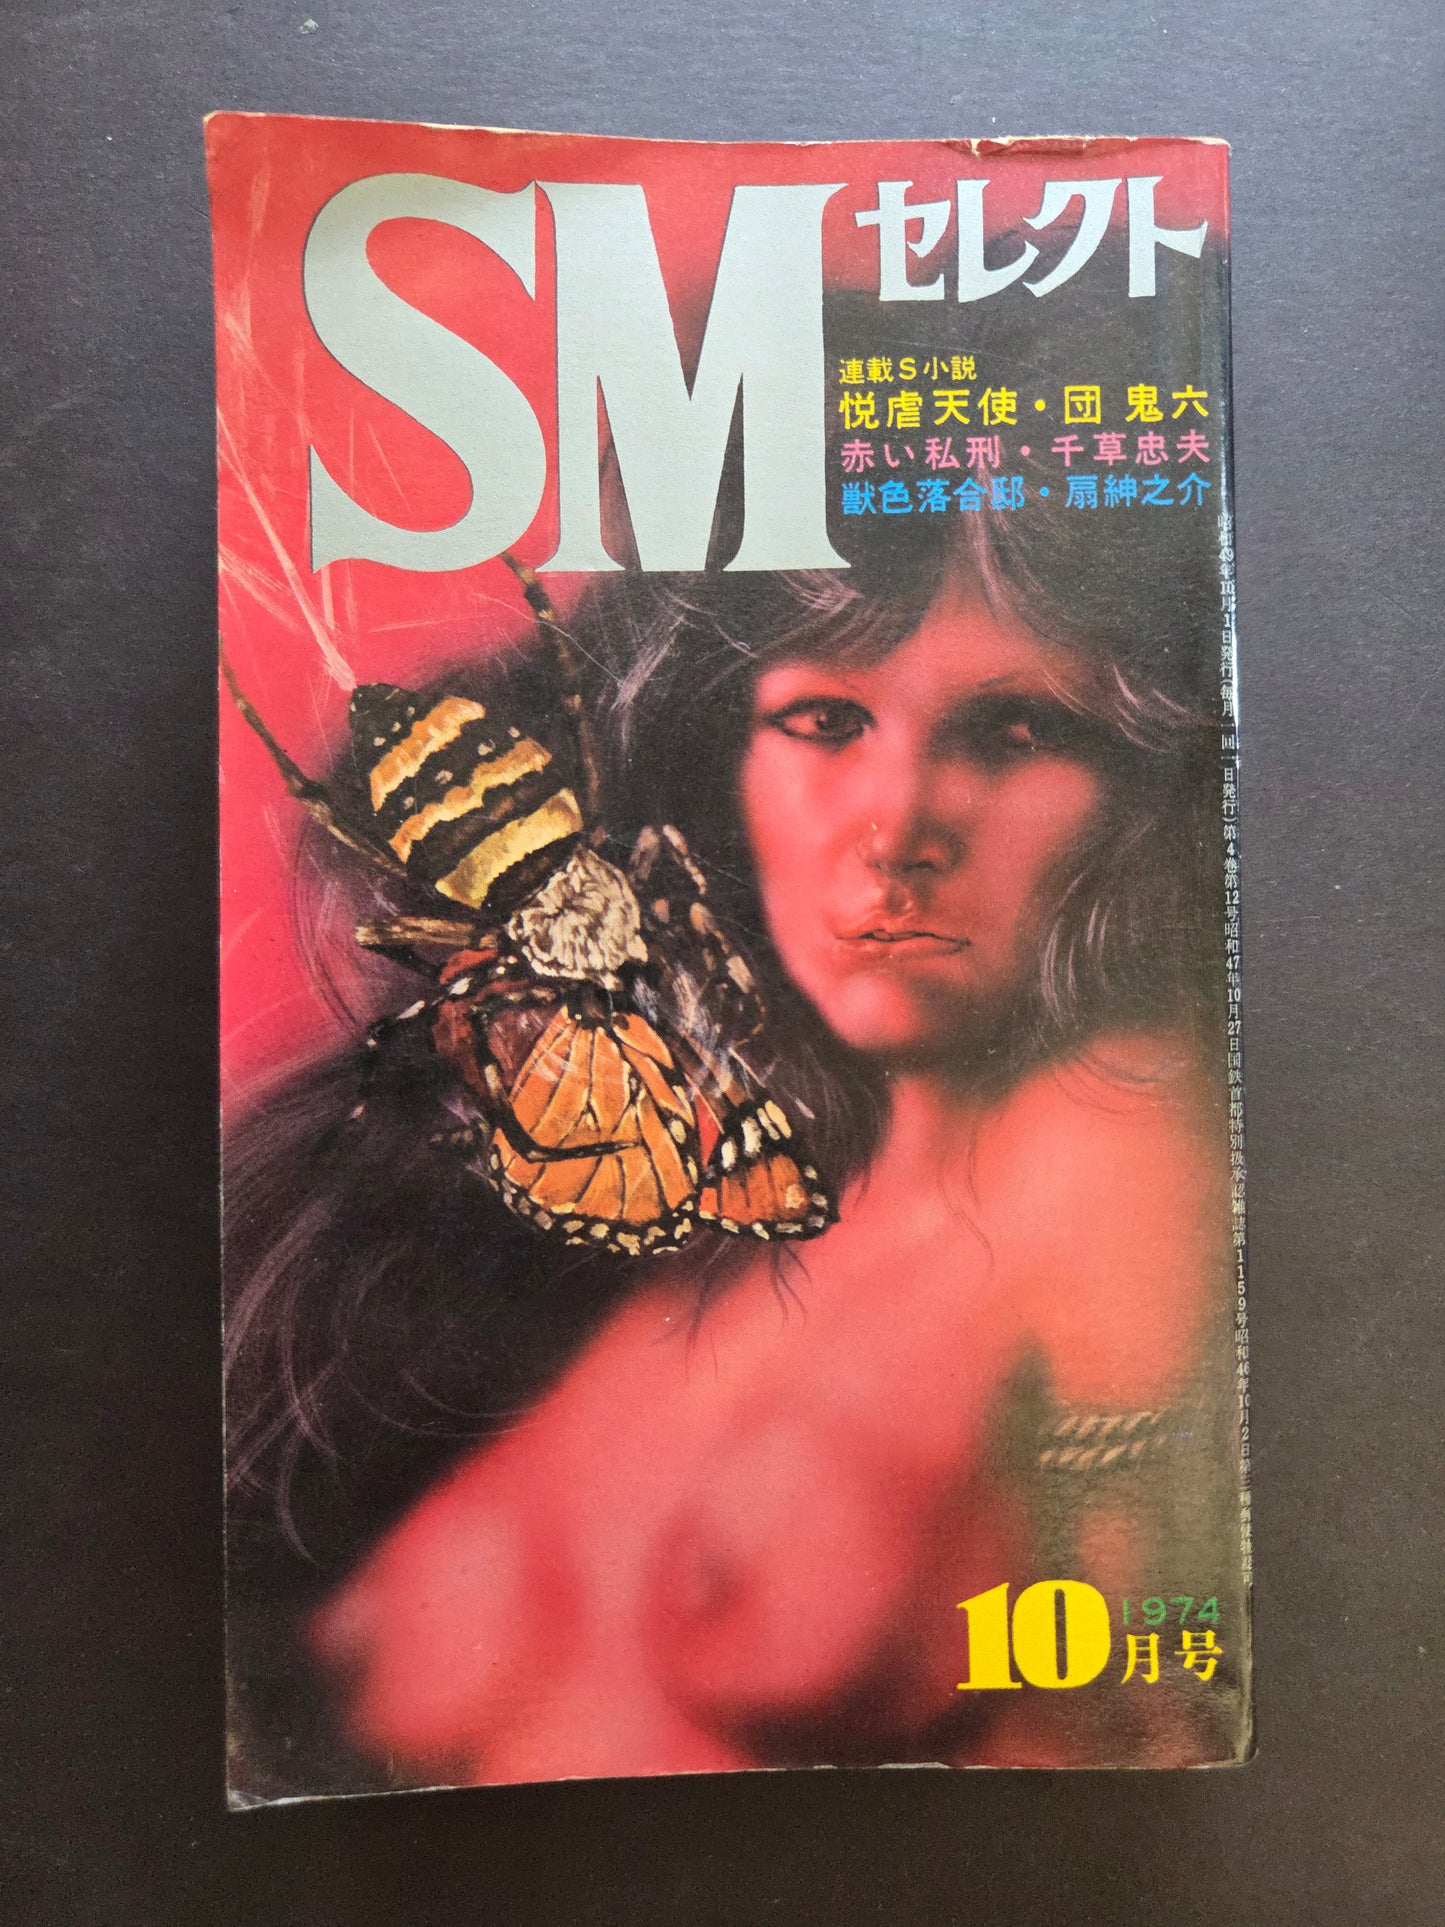 SMセレクト
連載S小説
悦虐天使・団 鬼六
赤い私刑・千草忠夫
獣色落合邸・扇紳之介
10月号
1974
昭和49年10月1日発行(毎月一回一日発行)第4巻第12号昭和47年10月27日国鉄首都特別扱承認雑誌第1159号昭和46年10月2日第三種郵便物認可